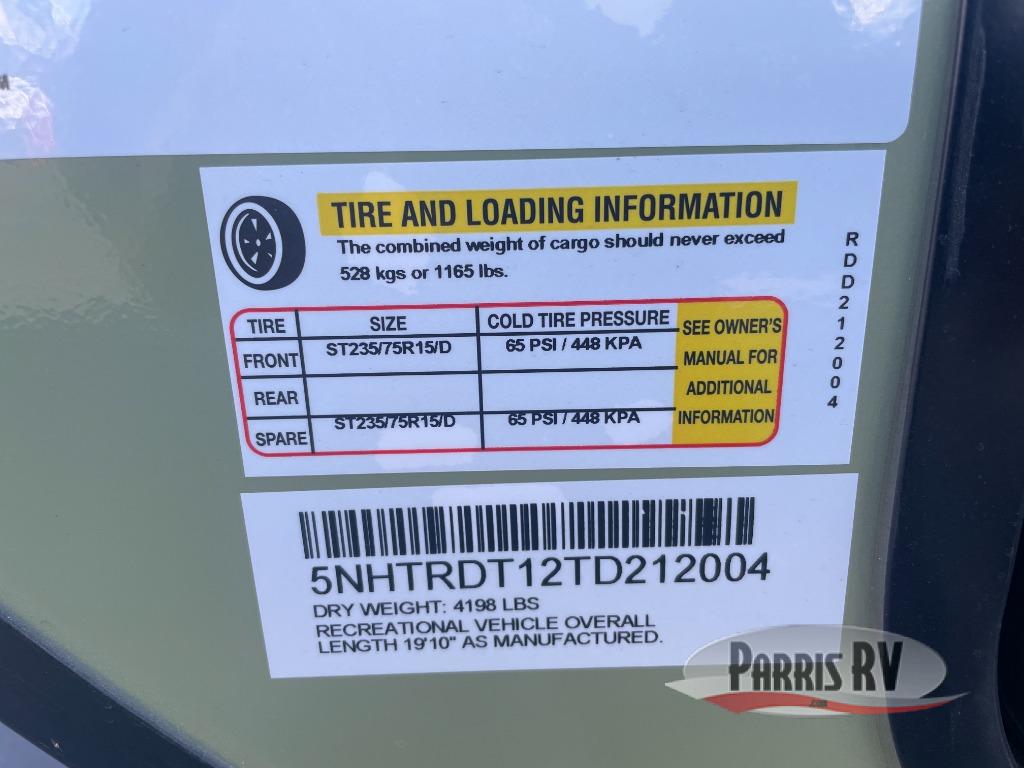 TIRE AND LOADING INFORMATION
The combined weight of cargo should never exceed
528 kgs or 1165 lbs.
TIRE SIZE COLD TIRE PRESSURE
FRONT ST235/75R15/D 65 PSI / 448 KPA
REAR
SPARE ST235/75R15/D 65 PSI / 448 KPA
SEE OWNER'S
MANUAL FOR
ADDITIONAL
INFORMATION
RDD212004
5NHTRDT12TD212004
DRY WEIGHT: 4198 LBS
RECREATIONAL VEHICLE OVERALL
LENGTH 19'10" AS MANUFACTURED.
PARRIS RV
.com